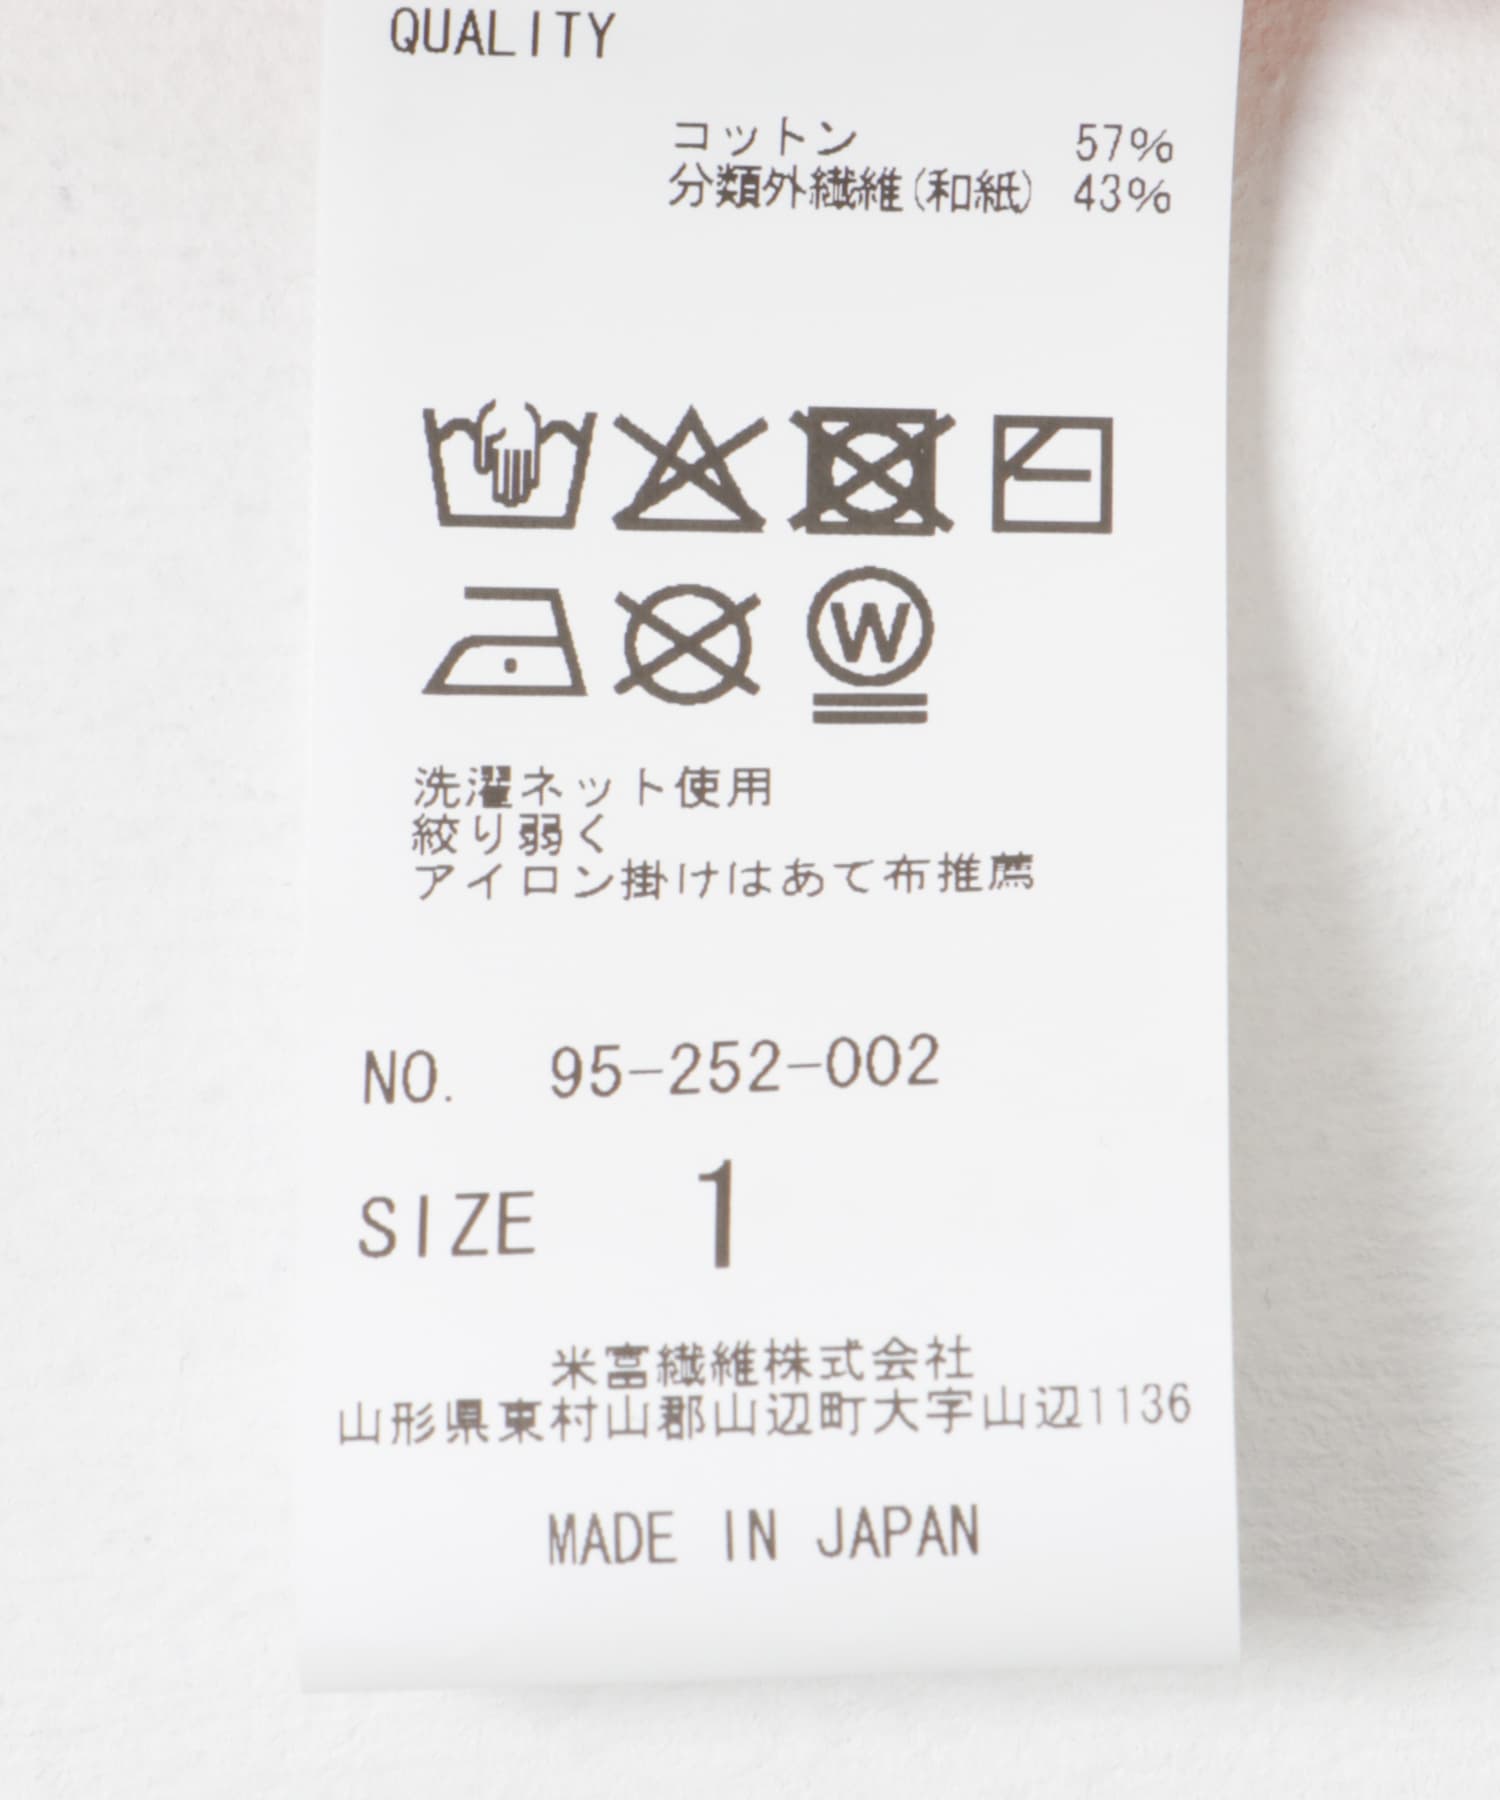 QUALITY
コットン 57%
分類外繊維(和紙) 43%
W
洗濯ネット使用
絞り弱く
アイロン掛けはあて布推薦
NO. 95-252-002
SIZE 1
米富繊維株式会社
山形県東村山郡山辺町大字山辺1136
MADE IN JAPAN